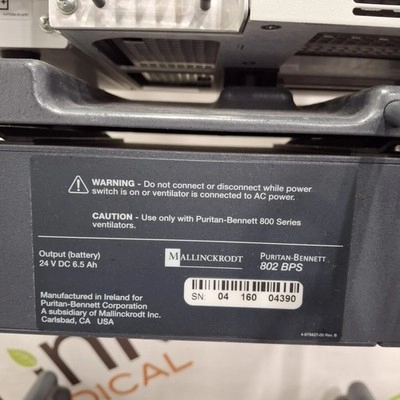 WARNING - Do not connect or disconnect while power
switch is on or ventilator is connected to AC power.
CAUTION - Use only with Puritan-Bennett 800 Series
ventilators.
Output (battery)
24 V DC 6.5 Ah
M MALLINCKRODT
PURITAN-BENNETT
802 BPS
SN: 04 160 04390
Manufactured in Ireland for
Puritan-Bennett Corporation
A subsidiary of Mallinckrodt Inc.
Carlsbad, CA USA